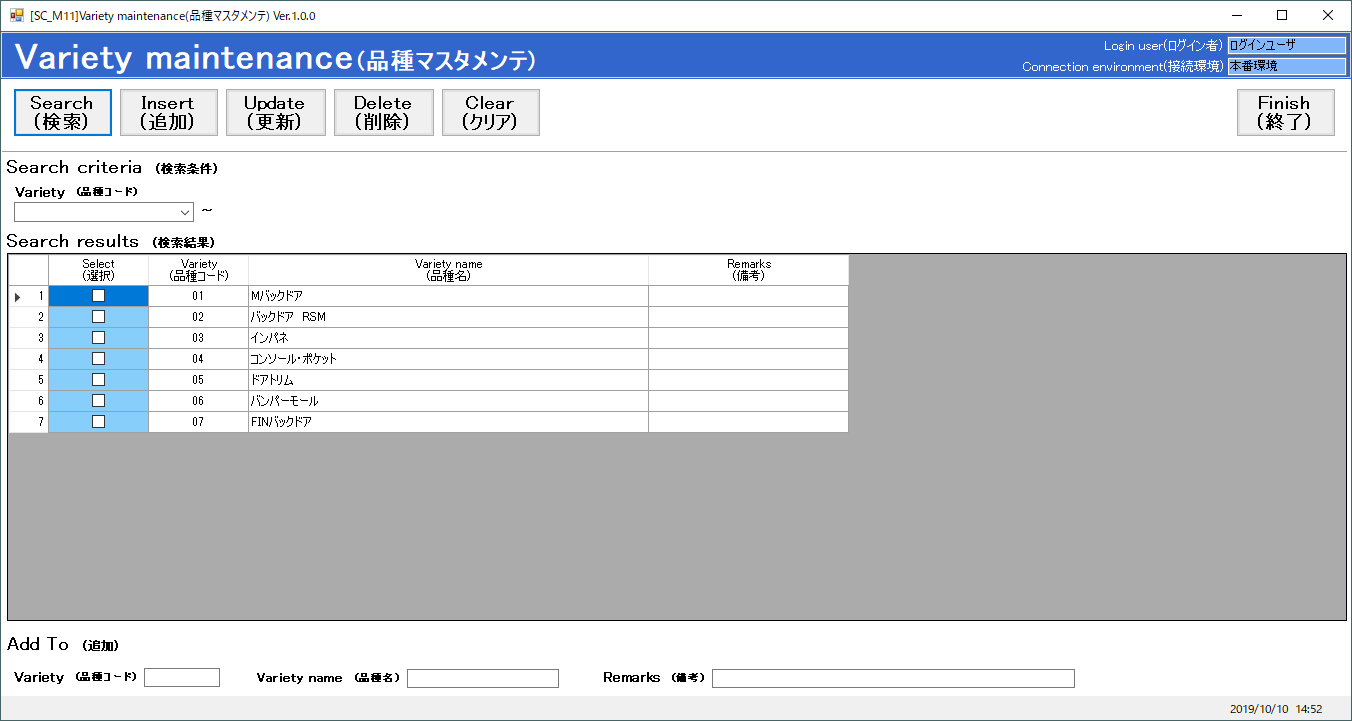 [SC_M11]Variety maintenance(品種マスタメンテ) Ver.1.0.0
Variety maintenance(品種マスタメンテ)
Login user(ログイン者) ログインユーザ
Connection environment(接続環境) 本番環境
Search Insert Update Delete Clear Finish
(検索) (追加) (更新) (削除) (クリア) (終了)
Search criteria (検索条件)
Variety (品種コード)
~
Search results (検索結果)
Select Variety Variety name Remarks
(選択) (品種コード) (品種名) (備考)
1 01 Mバックドア
2 02 バックドア RSM
3 03 インパネ
4 04 コンソール・ポケット
5 05 ドアトリム
6 06 バンパーモール
7 07 FINバックドア
Add To (追加)
Variety (品種コード) Variety name (品種名) Remarks (備考)
2019/10/10 14:52